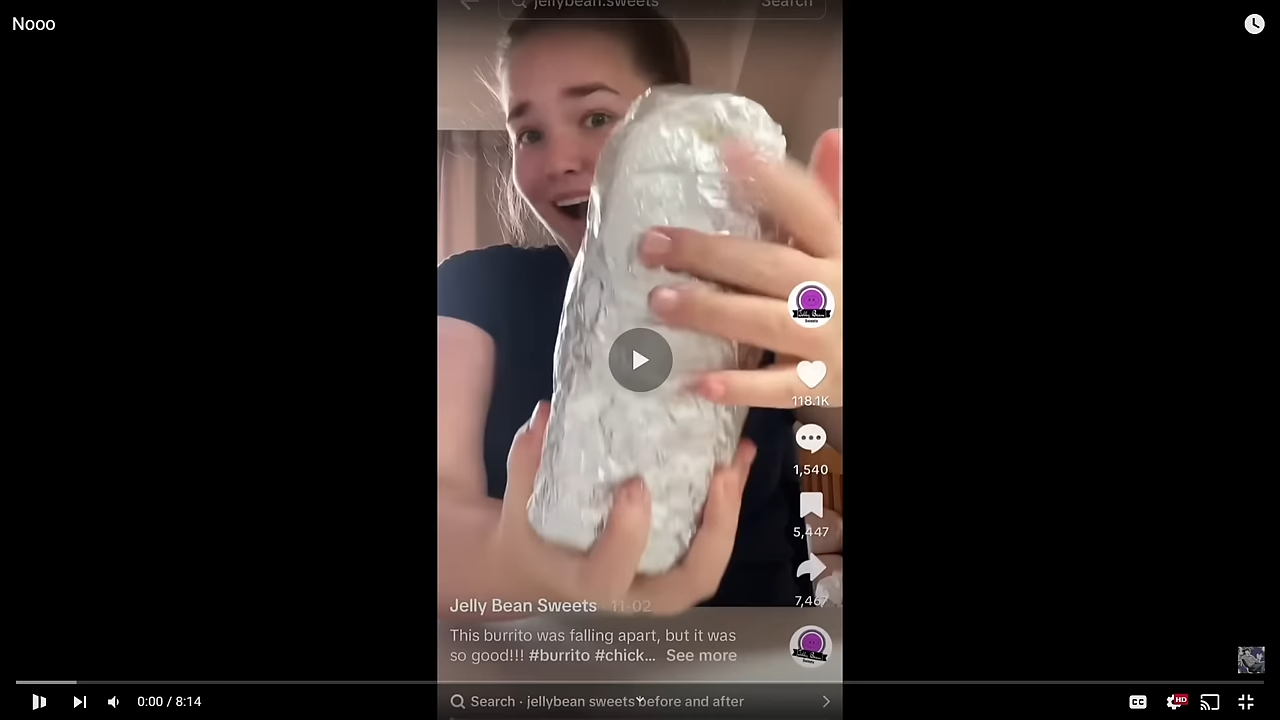 Nooo
jellybean.sweets
Search
118.1K
1,540
5,447
7,467
Jelly Bean Sweets · 11-02
This burrito was falling apart, but it was
so good!!! #burrito #chick... See more
Search · jellybean sweets before and after
0:00 / 8:14
CC
HD